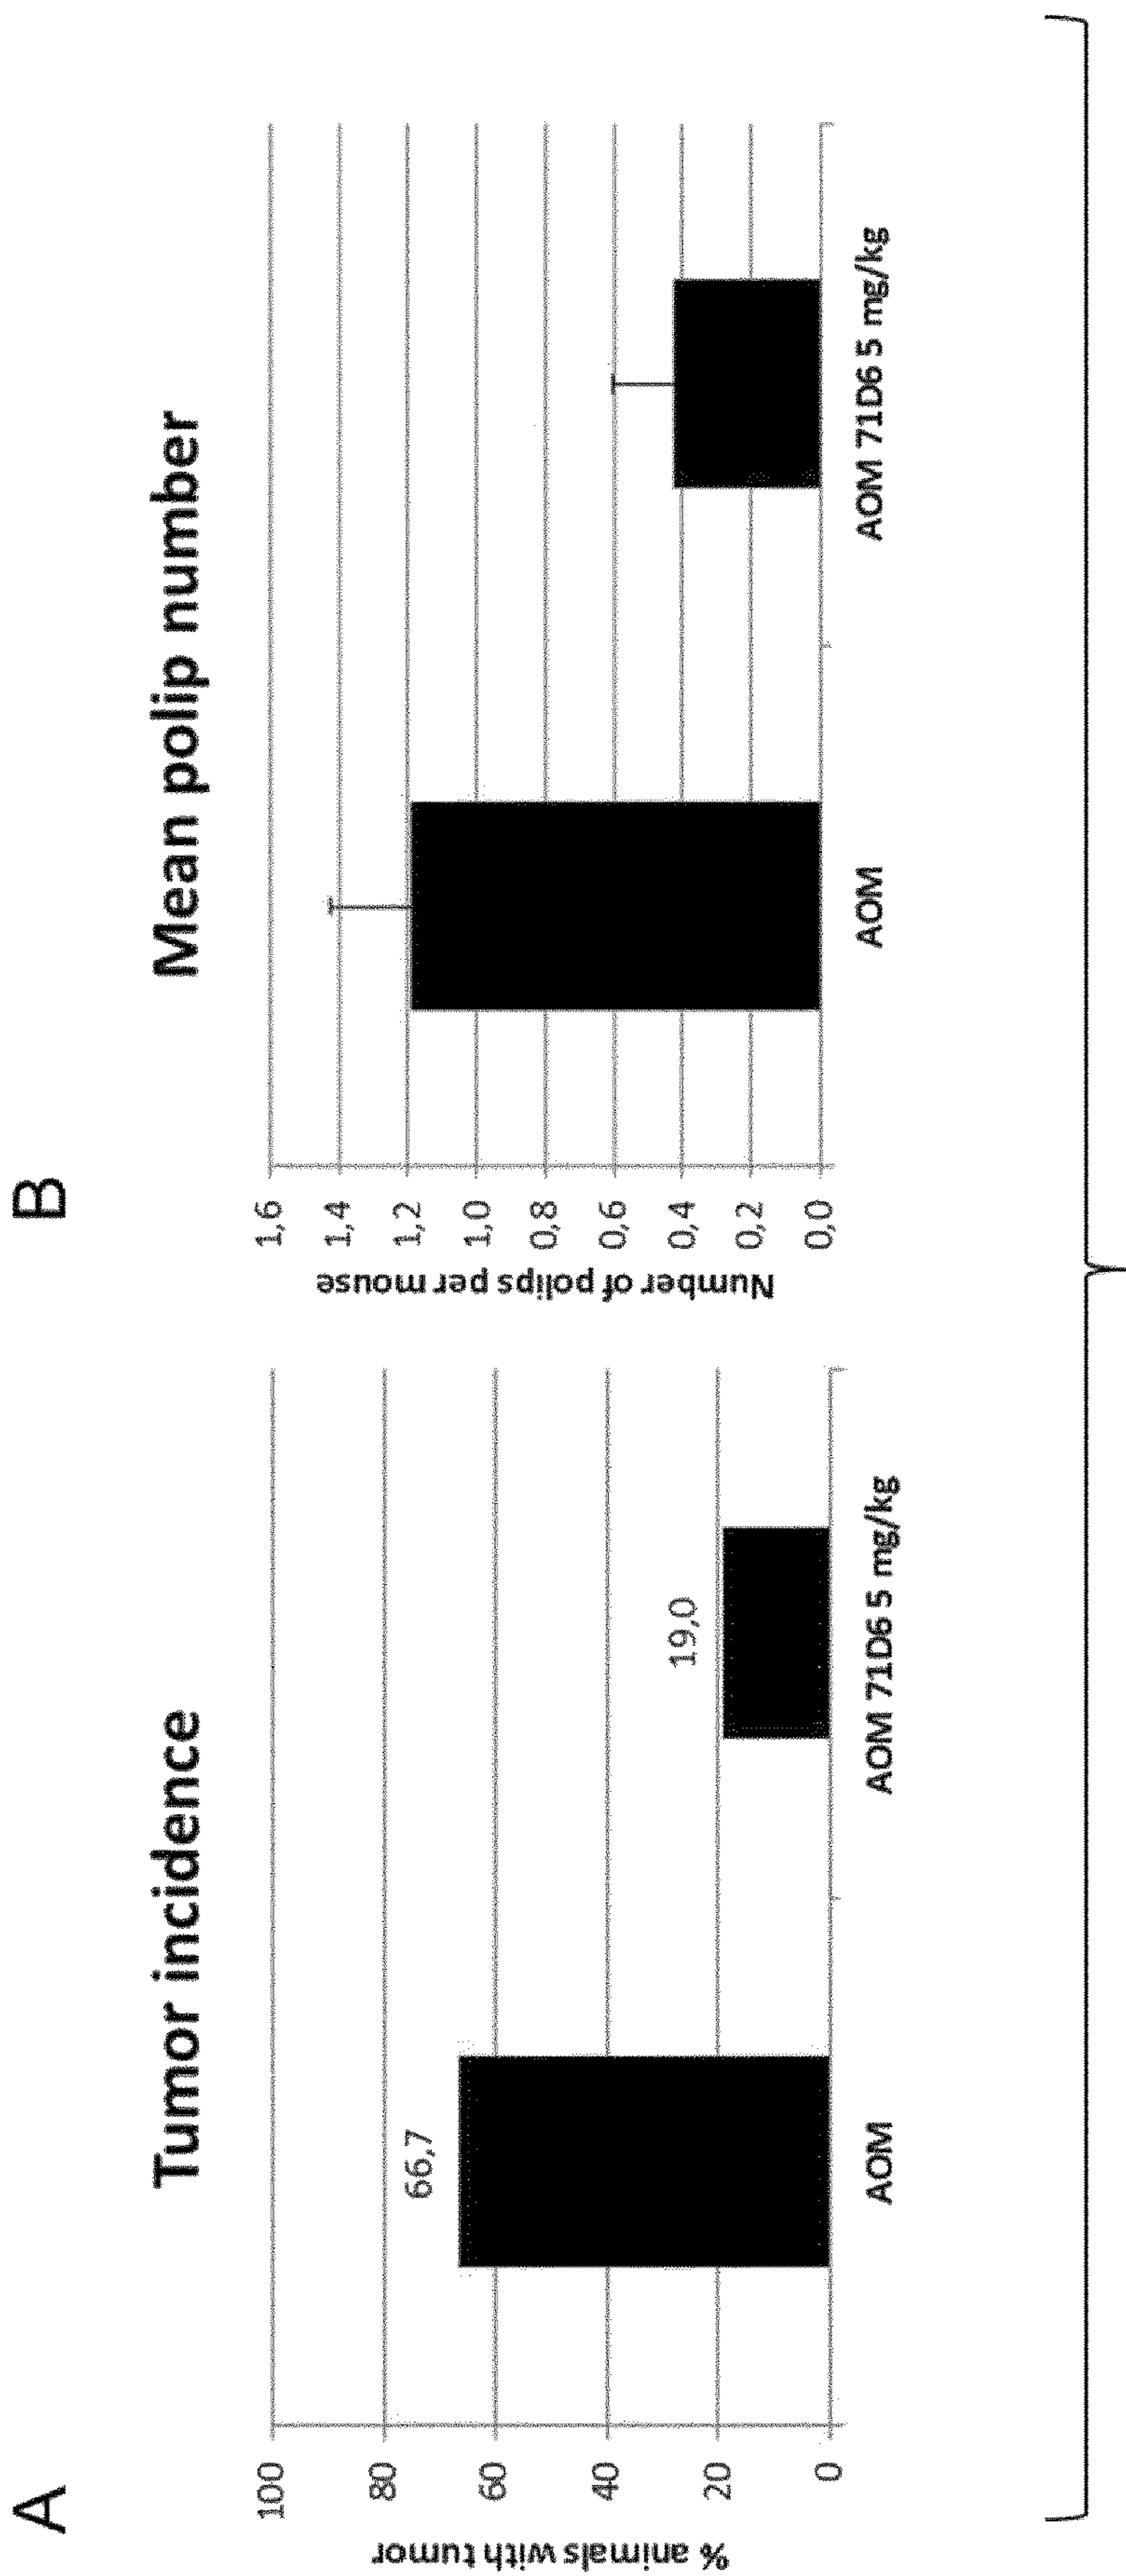 A
Tumor incidence
% animals with tumor
100
80
60
40
20
0
66,7
19,0
AOM
AOM 71D6 5 mg/kg
B
Mean polip number
Number of polips per mouse
1,6
1,4
1,2
1,0
0,8
0,6
0,4
0,2
0,0
AOM
AOM 71D6 5 mg/kg